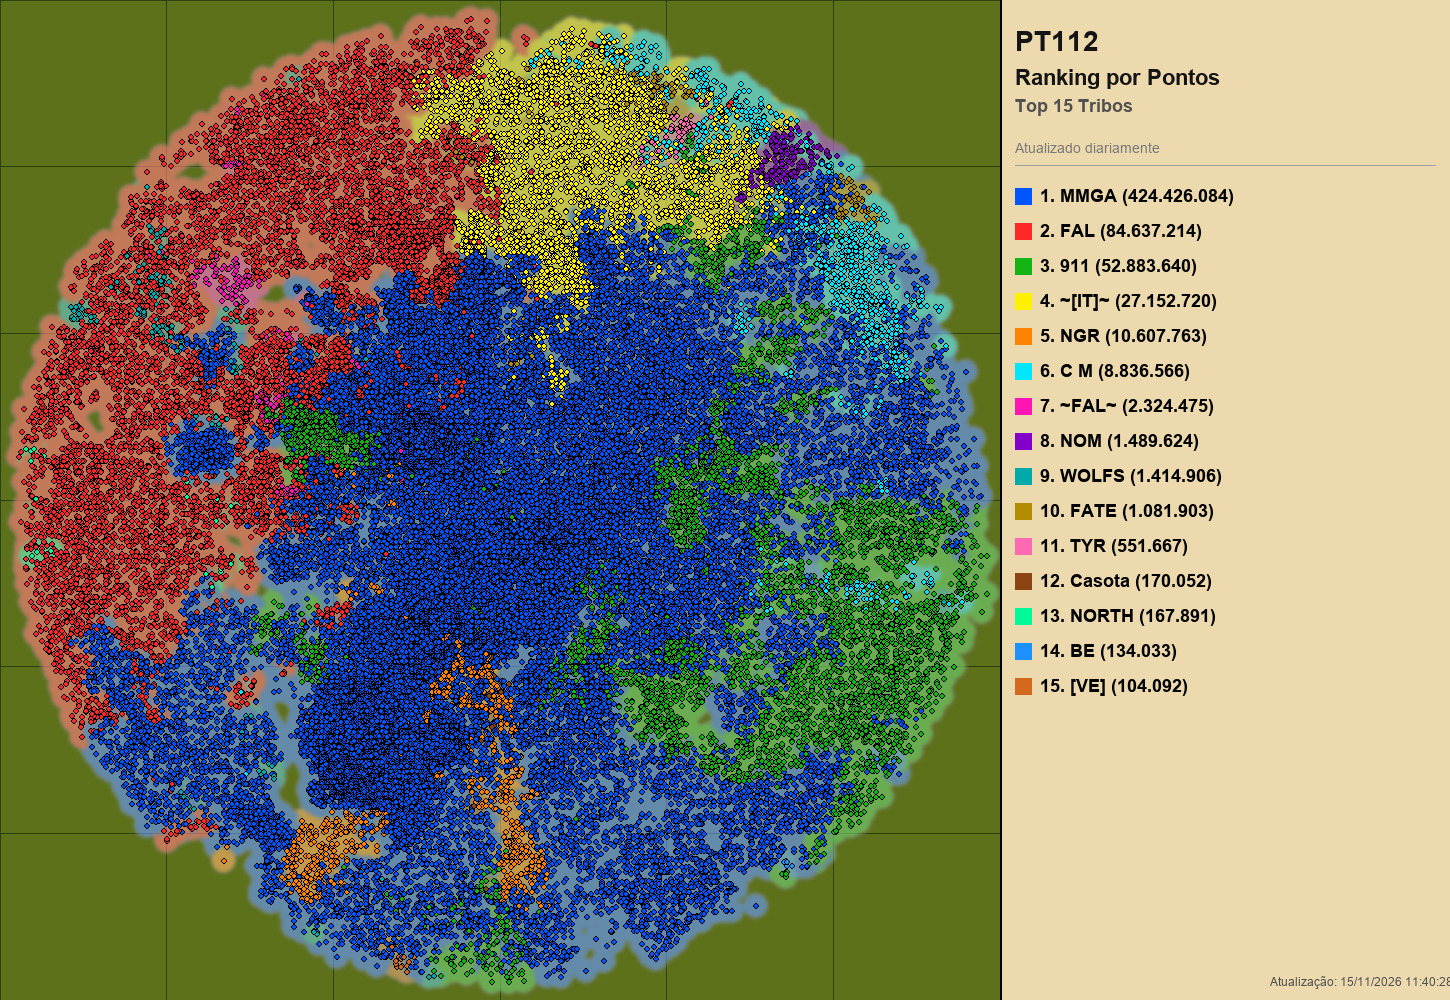 PT112
Ranking por Pontos
Top 15 Tribos
Atualizado diariamente
1. MMGA (424.426.084)
2. FAL (84.637.214)
3. 911 (52.883.640)
4. ~[IT]~ (27.152.720)
5. NGR (10.607.763)
6. C M (8.836.566)
7. ~FAL~ (2.324.475)
8. NOM (1.489.624)
9. WOLFS (1.414.906)
10. FATE (1.081.903)
11. TYR (551.667)
12. Casota (170.052)
13. NORTH (167.891)
14. BE (134.033)
15. [VE] (104.092)
Atualização: 15/11/2026 11:40:28